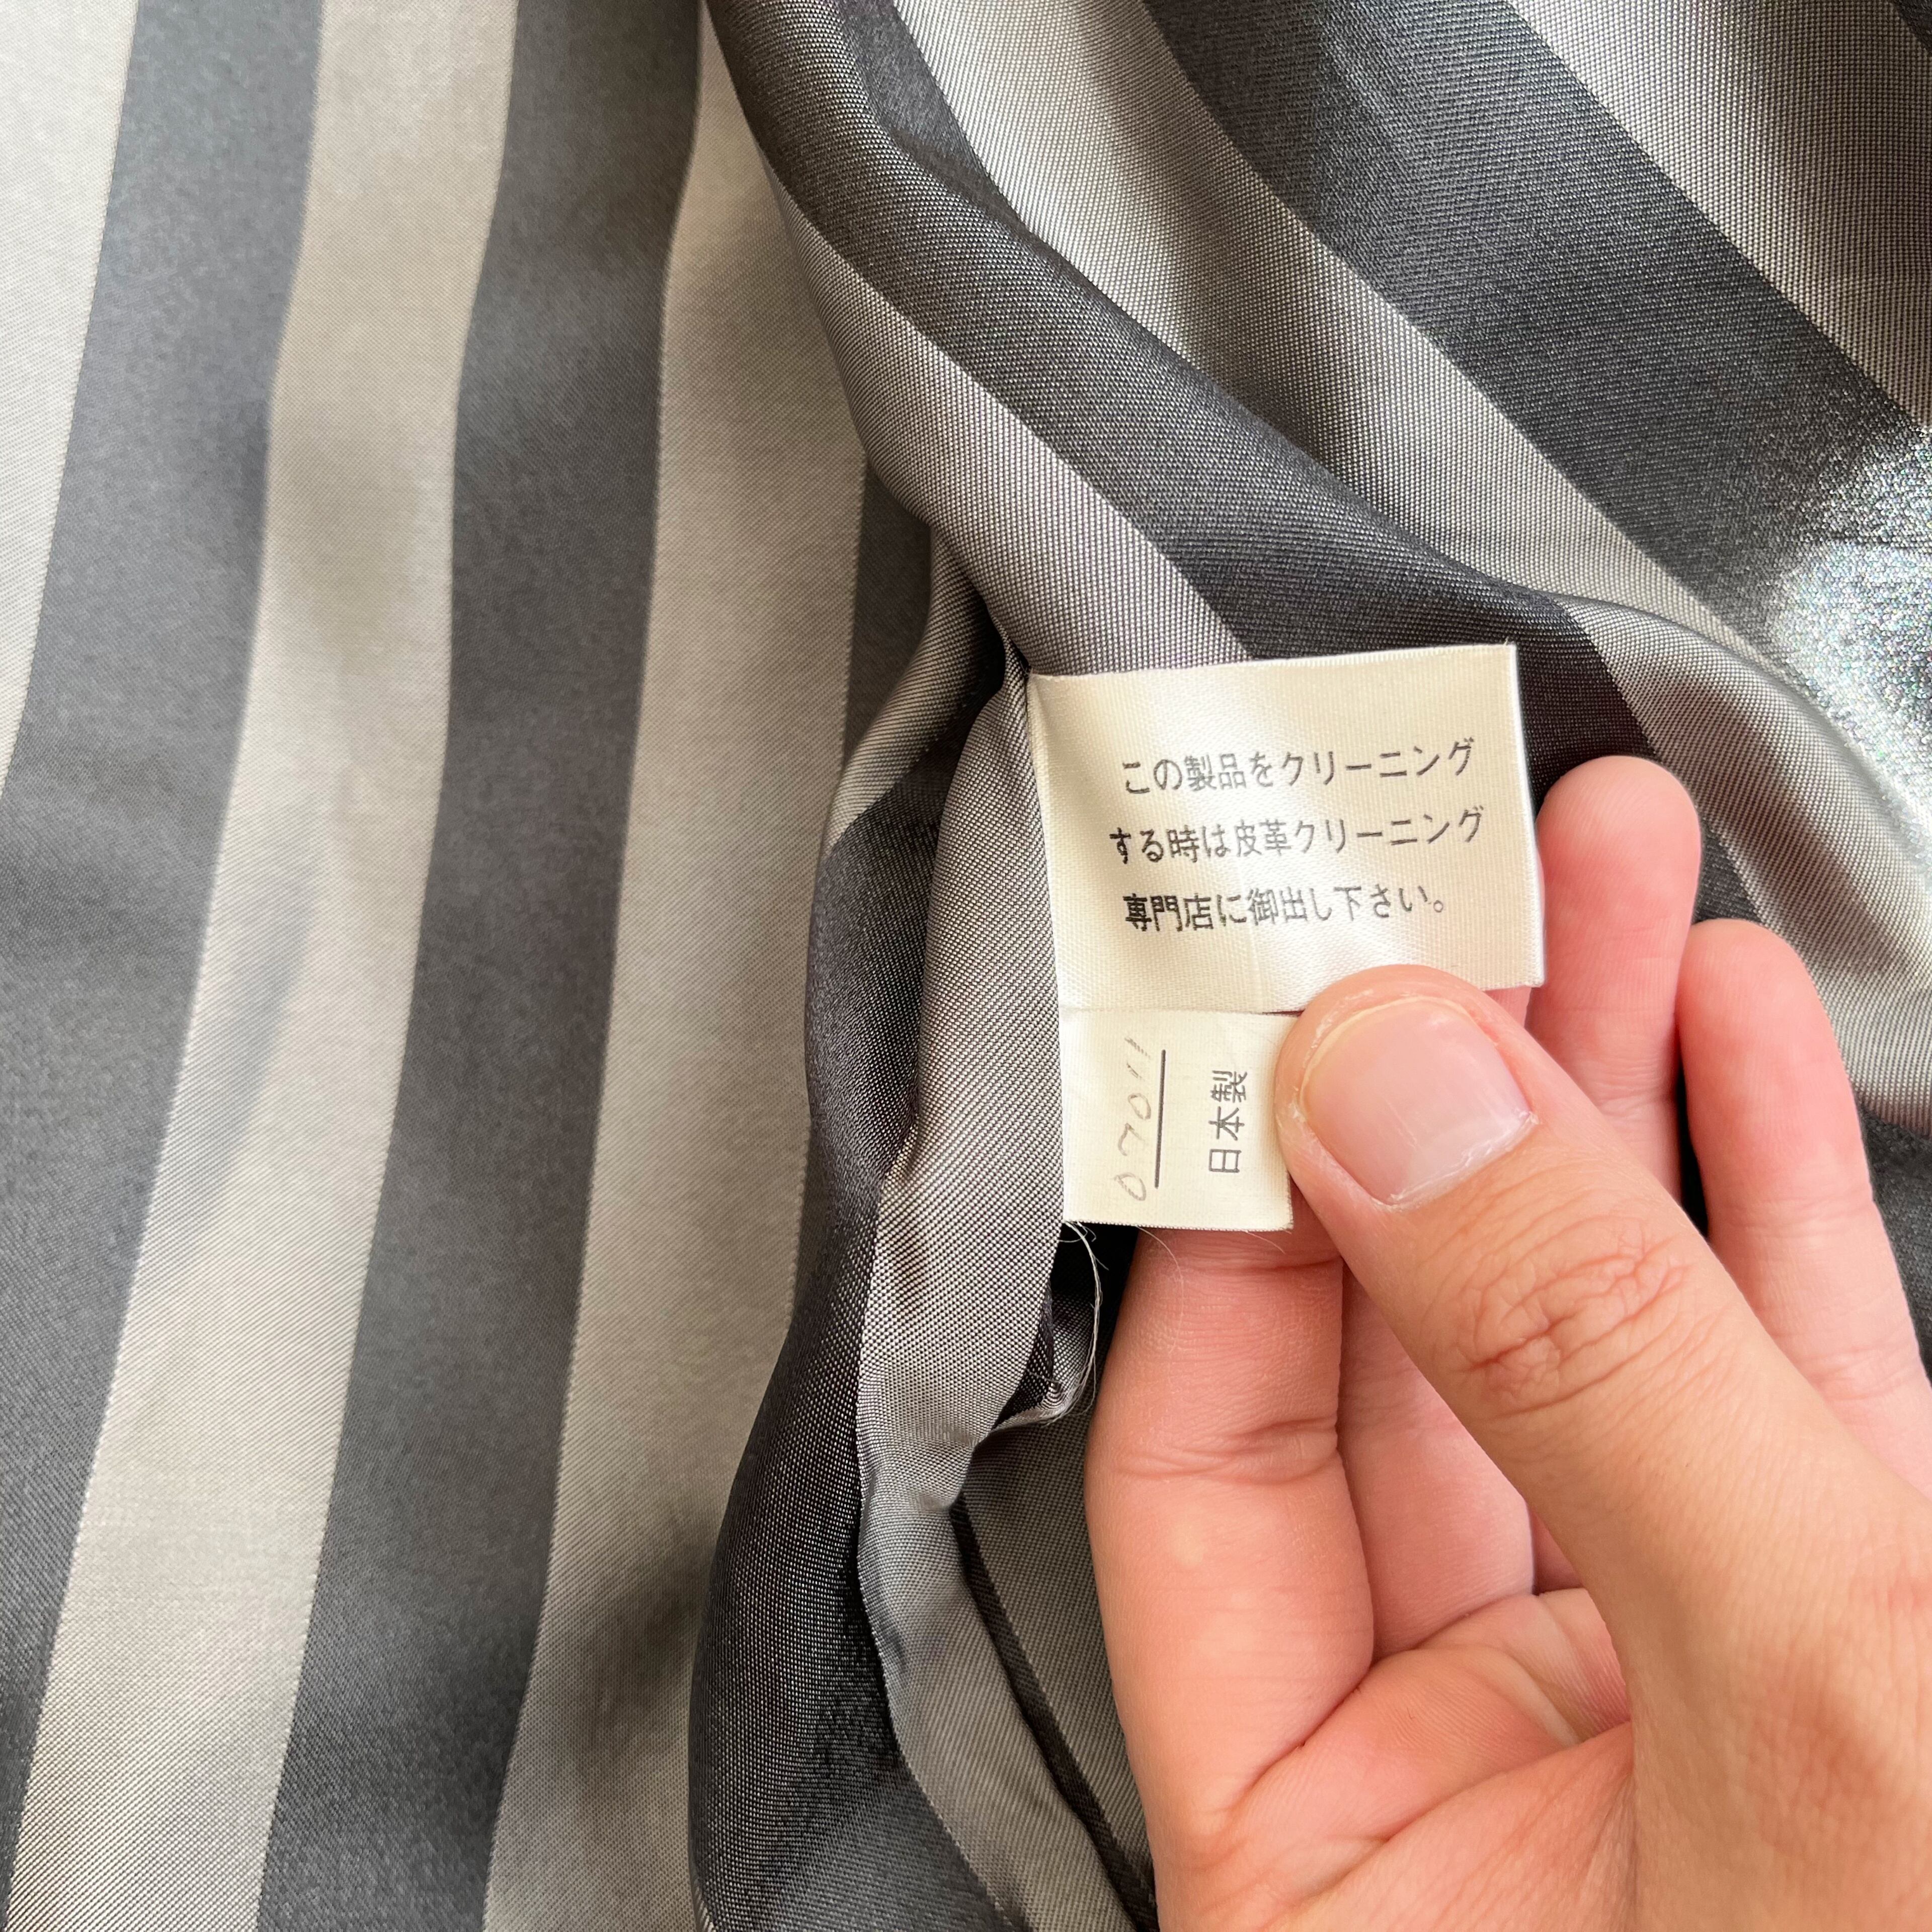 この製品をクリーニング
する時は皮革クリーニング
専門店に御出し下さい。
日本製